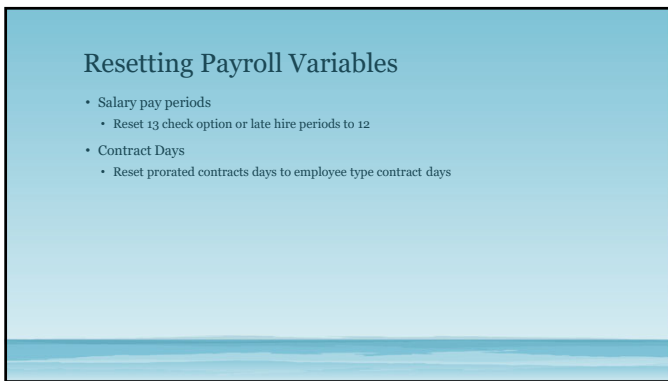 Resetting Payroll Variables
• Salary pay periods
• Reset 13 check option or late hire periods to 12
• Contract Days
• Reset prorated contracts days to employee type contract days